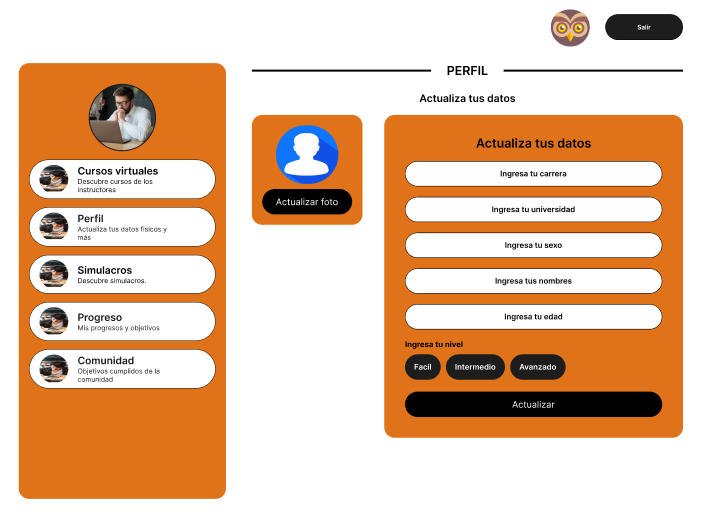 Salir
PERFIL
Actualiza tus datos
Cursos virtuales
Descubre cursos de los
instructores
Perfil
Actualiza tus datos fisicos y
más
Simulacros
Descubre simulacros.
Progreso
Mis progresos y objetivos
Comunidad
Objetivos cumplidos de la
comunidad
Actualizar foto
Actualiza tus datos
Ingresa tu carrera
Ingresa tu universidad
Ingresa tu sexo
Ingresa tus nombres
Ingresa tu edad
Ingresa tu nivel
Facil
Intermedio
Avanzado
Actualizar